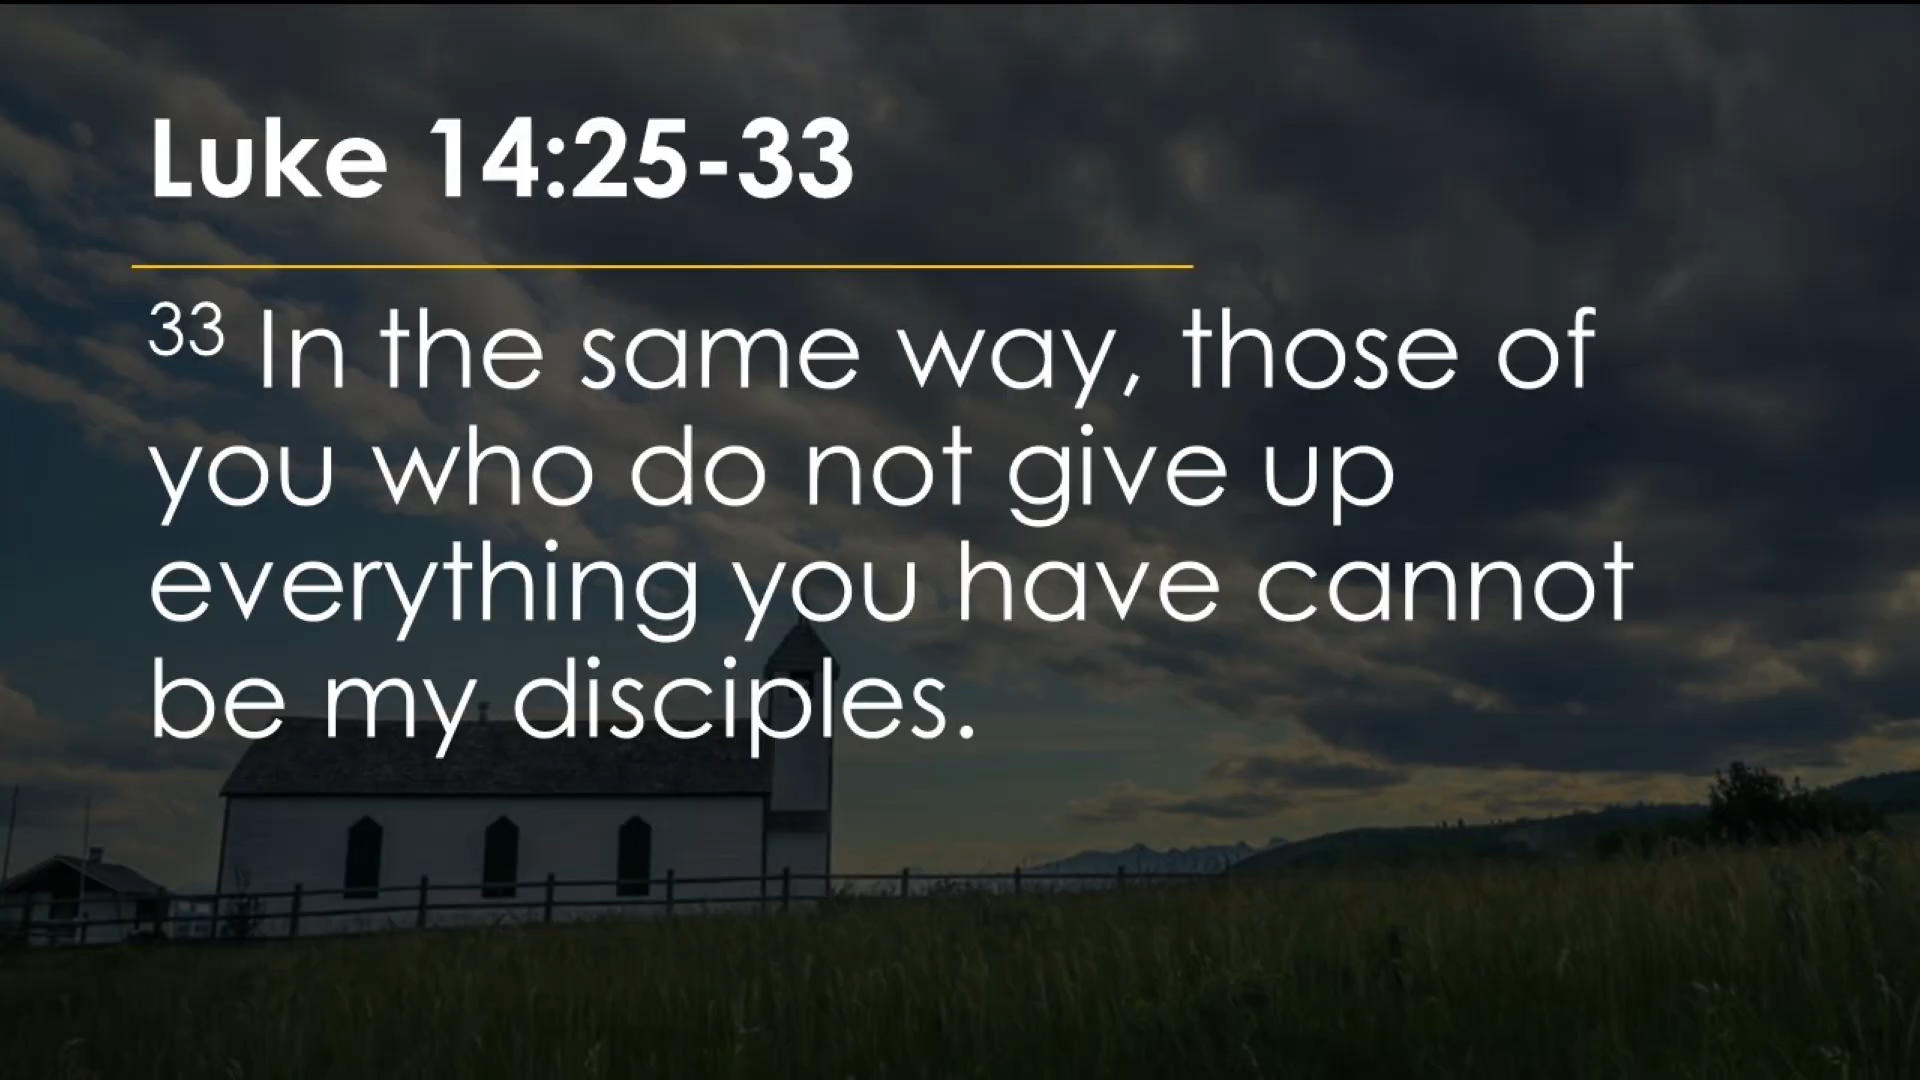 Luke 14:25-33
33 In the same way, those of
you who do not give up
everything you have cannot
be my disciples.